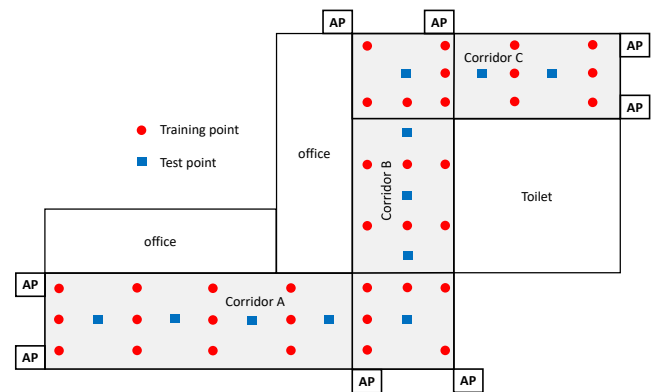 AP
AP
AP
Corridor C
AP
Training point
Test point
office
Corridor B
Toilet
office
AP
Corridor A
AP
AP
AP